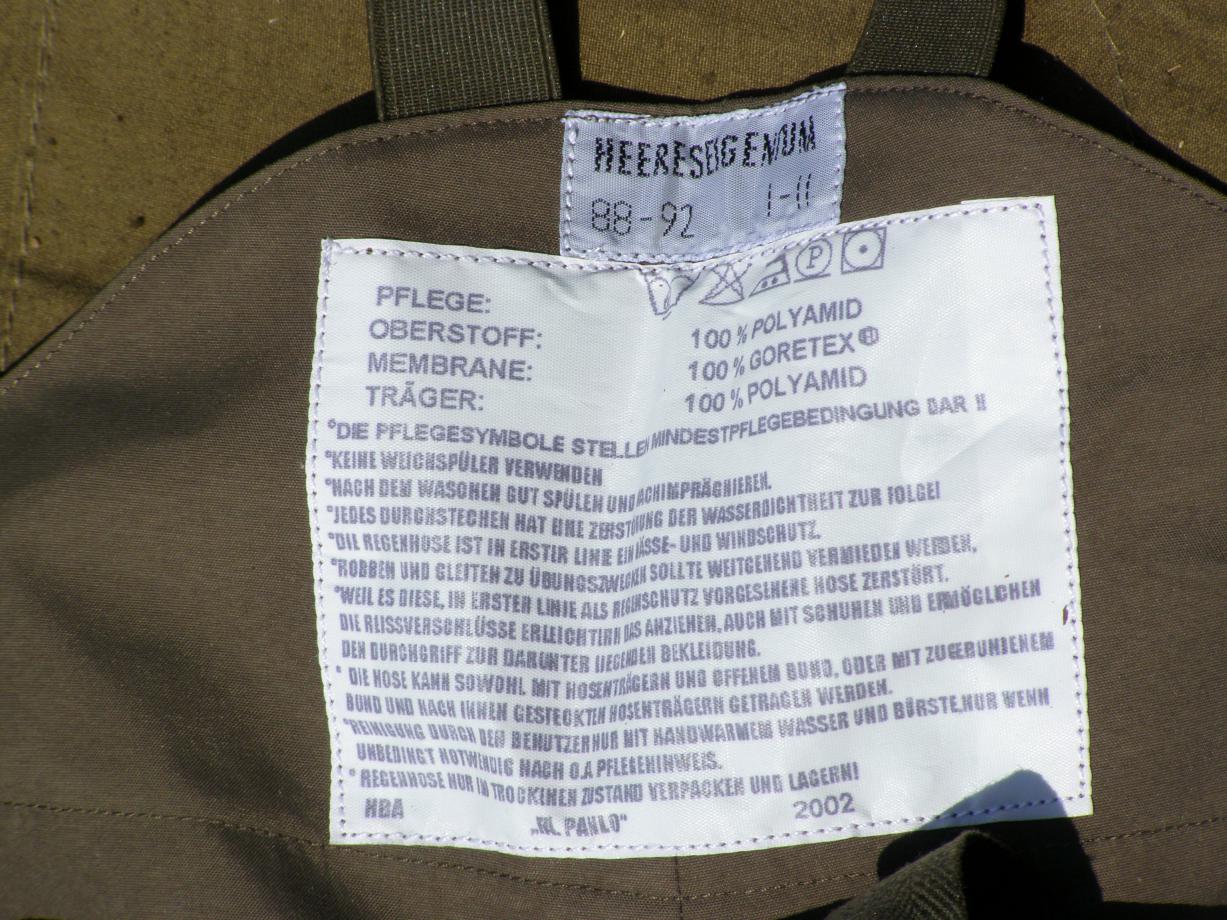 HEERESEIGENTUM
88-92 I-II
P
PFLEGE:
OBERSTOFF: 100 % POLYAMID
MEMBRANE: 100 % GORETEX®
TRÄGER: 100 % POLYAMID
°DIE PFLEGESYMBOLE STELLEN MINDESTPFLEGEBEDINGUNG DAR !!
°KEINE WEICHSPÜLER VERWENDEN
°NACH DEM WASCHEN GUT SPÜLEN UND NACHIMPRÄGNIEREN.
°JEDES DURCHSTECHEN HAT EINE ZERSTÖRUNG DER WASSERDICHTHEIT ZUR FOLGE!
°DIE REGENHOSE IST IN ERSTER LINIE EIN NÄSSE- UND WINDSCHUTZ.
°ROBBEN UND GLEITEN ZU ÜBUNGSZWECKEN SOLLTE WEITGEHEND VERMIEDEN WERDEN,
°WEIL ES DIESE, IN ERSTER LINIE ALS REGENSCHUTZ VORGESEHENE HOSE ZERSTÖRT.
DIE REISSVERSCHLÜSSE ERLEICHTERN DAS ANZIEHEN, AUCH MIT SCHUHEN UND ERMÖGLICHEN
DEN DURCHGRIFF ZUR DARUNTER LIEGENDEN BEKLEIDUNG.
° DIE HOSE KANN SOWOHL MIT HOSENTRÄGERN UND OFFENEM BUND, ODER MIT ZUGEBUNDENEM
BUND UND NACH INNEN GESTECKTEN HOSENTRÄGERN GETRAGEN WERDEN.
°REINIGUNG DURCH DEN BENUTZER NUR MIT HANDWARMEM WASSER UND BÜRSTE, NUR WENN
UNBEDINGT NOTWENDIG NACH O.A PFLEGEHINWEIS.
° REGENHOSE NUR IN TROCKENEN ZUSTAND VERPACKEN UND LAGERN!
HBA 2002